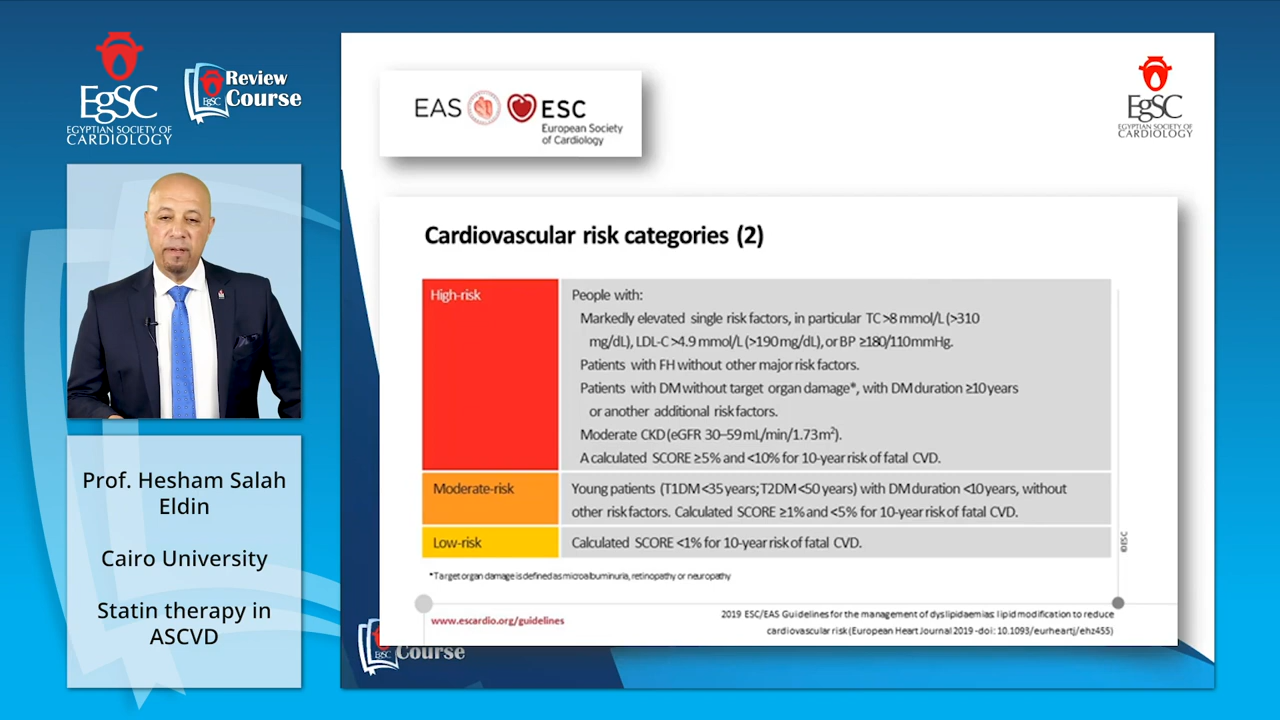 EgSC
EGYPTIAN SOCIETY OF
CARDIOLOGY
EgSC
Review
Course
Prof. Hesham Salah
Eldin
Cairo University
Statin therapy in
ASCVD
EAS
ESC
European Society
of Cardiology
EgSC
EGYPTIAN SOCIETY OF
CARDIOLOGY
Cardiovascular risk categories (2)
High-risk
People with:
Markedly elevated single risk factors, in particular TC >8 mmol/L (>310
mg/dL), LDL-C >4.9 mmol/L (>190 mg/dL), or BP ≥180/110mmHg.
Patients with FH without other major risk factors.
Patients with DM without target organ damage*, with DM duration ≥10 years
or another additional risk factors.
Moderate CKD (eGFR 30–59 mL/min/1.73 m²).
A calculated SCORE ≥5% and <10% for 10-year risk of fatal CVD.
Moderate-risk
Young patients (T1DM <35 years; T2DM <50 years) with DM duration <10 years, without
other risk factors. Calculated SCORE ≥1% and <5% for 10-year risk of fatal CVD.
Low-risk
Calculated SCORE <1% for 10-year risk of fatal CVD.
©ESC
*Target organ damage is defined as microalbuminuria, retinopathy or neuropathy
www.escardio.org/guidelines
2019 ESC/EAS Guidelines for the management of dyslipidaemias: lipid modification to reduce
cardiovascular risk (European Heart Journal 2019 -doi: 10.1093/eurheartj/ehz455)
Course